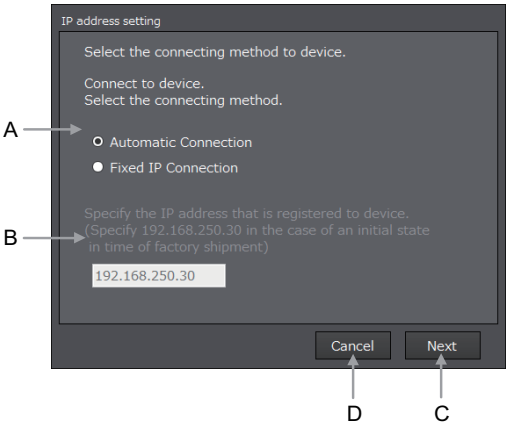 IP address setting
Select the connecting method to device.
Connect to device.
Select the connecting method.
A
Automatic Connection
Fixed IP Connection
Specify the IP address that is registered to device.
B
(Specify 192.168.250.30 in the case of an initial state
in time of factory shipment)
192.168.250.30
Cancel
Next
D
C